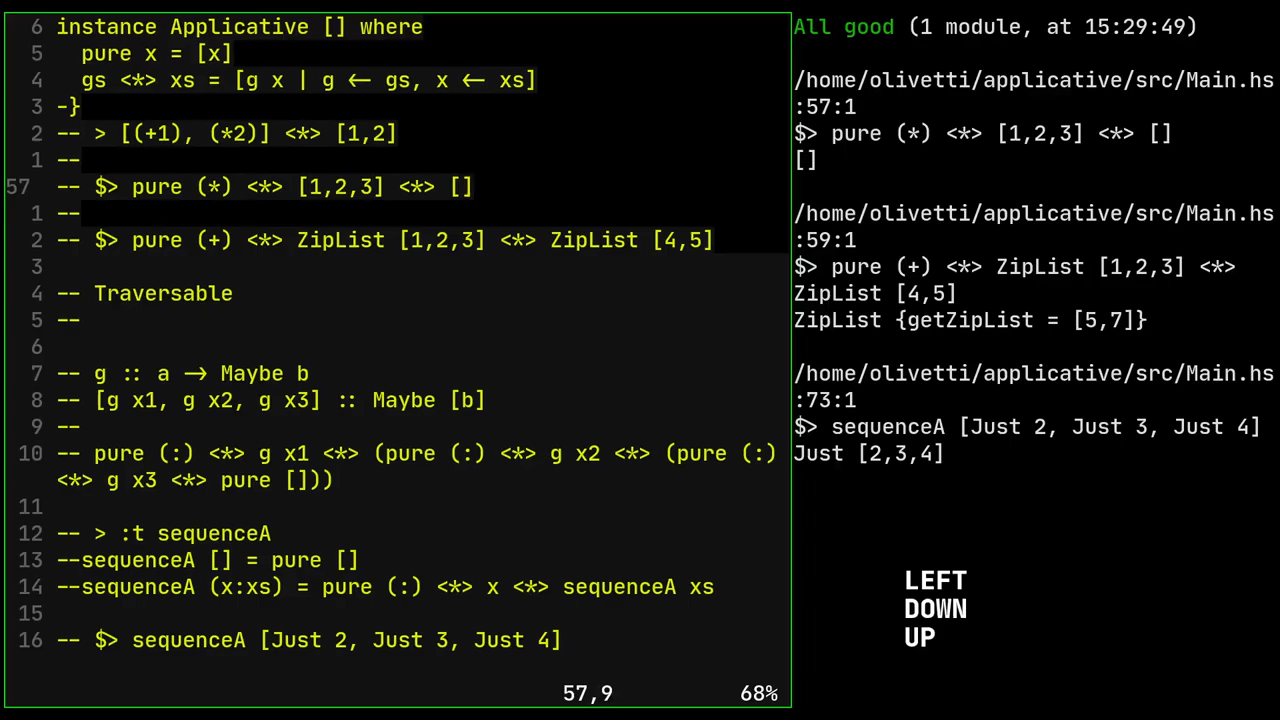 6 instance Applicative [] where
5   pure x = [x]
4   gs <*> xs = [g x | g <- gs, x <- xs]
3 -}
2 -- > [(+1), (*2)] <*> [1,2]
1 --
57 -- $> pure (*) <*> [1,2,3] <*> []
1 --
2 -- $> pure (+) <*> ZipList [1,2,3] <*> ZipList [4,5]
3
4 -- Traversable
5 --
6
7 -- g :: a -> Maybe b
8 -- [g x1, g x2, g x3] :: Maybe [b]
9 --
10 -- pure (:) <*> g x1 <*> (pure (:) <*> g x2 <*> (pure (:)
<*> g x3 <*> pure []))
11
12 -- > :t sequenceA
13 --sequenceA [] = pure []
14 --sequenceA (x:xs) = pure (:) <*> x <*> sequenceA xs
15
16 -- $> sequenceA [Just 2, Just 3, Just 4]
57,9 68%
All good (1 module, at 15:29:49)
/home/olivetti/applicative/src/Main.hs
:57:1
$> pure (*) <*> [1,2,3] <*> []
[]
/home/olivetti/applicative/src/Main.hs
:59:1
$> pure (+) <*> ZipList [1,2,3] <*>
ZipList [4,5]
ZipList {getZipList = [5,7]}
/home/olivetti/applicative/src/Main.hs
:73:1
$> sequenceA [Just 2, Just 3, Just 4]
Just [2,3,4]
LEFT
DOWN
UP